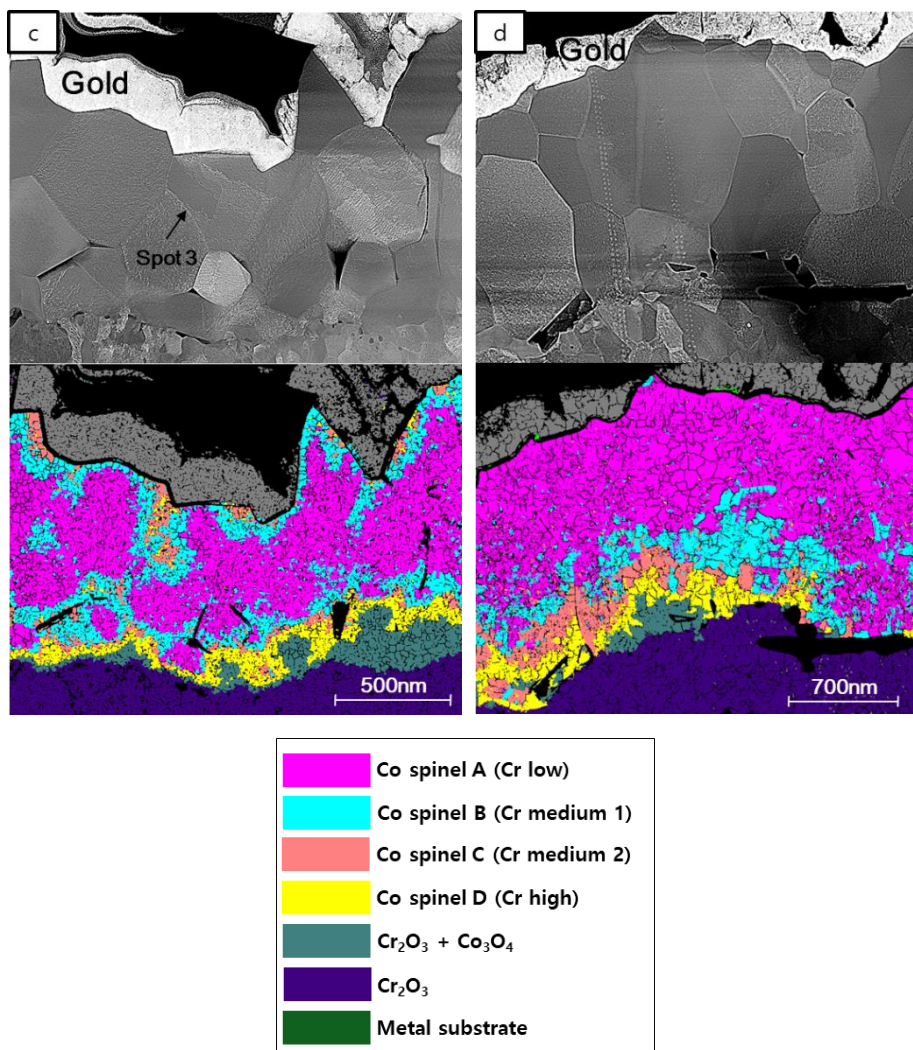 c
Gold
Spot 3
500nm
d
Gold
700nm
Co spinel A (Cr low)
Co spinel B (Cr medium 1)
Co spinel C (Cr medium 2)
Co spinel D (Cr high)
Cr₂O₃ + Co₃O₄
Cr₂O₃
Metal substrate